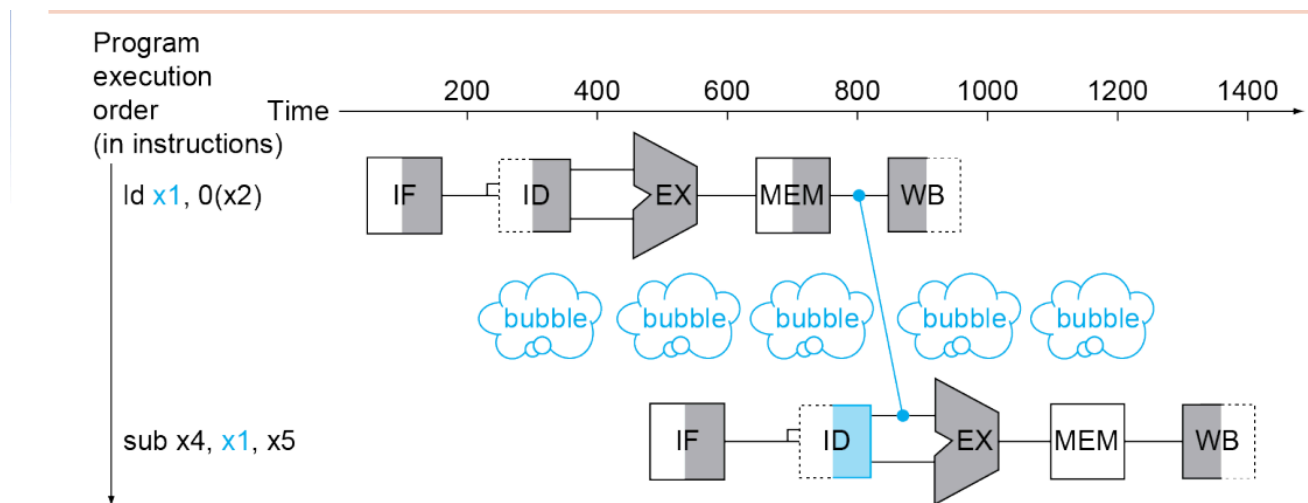 Program
execution
order
(in instructions)
Time
200 400 600 800 1000 1200 1400
ld x1, 0(x2)
IF ID EX MEM WB
bubble bubble bubble bubble bubble
sub x4, x1, x5
IF ID EX MEM WB